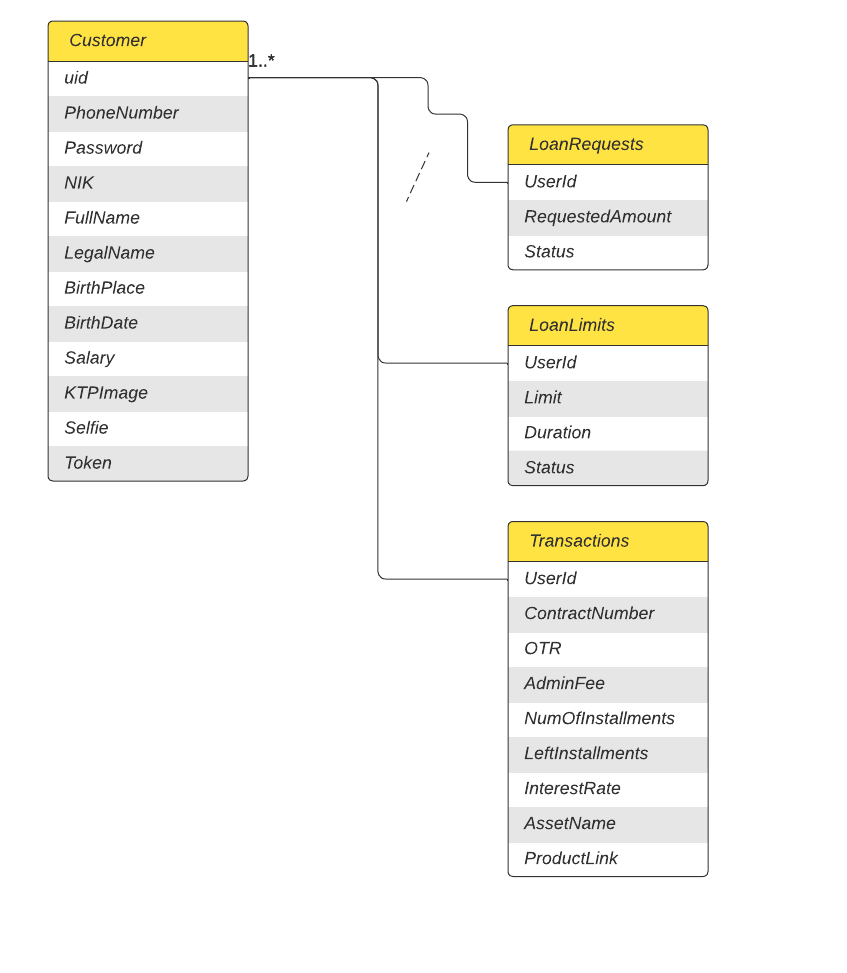 Customer
1..*
uid
PhoneNumber
Password
NIK
FullName
LegalName
BirthPlace
BirthDate
Salary
KTPImage
Selfie
Token
LoanRequests
UserId
RequestedAmount
Status
LoanLimits
UserId
Limit
Duration
Status
Transactions
UserId
ContractNumber
OTR
AdminFee
NumOfInstallments
LeftInstallments
InterestRate
AssetName
ProductLink